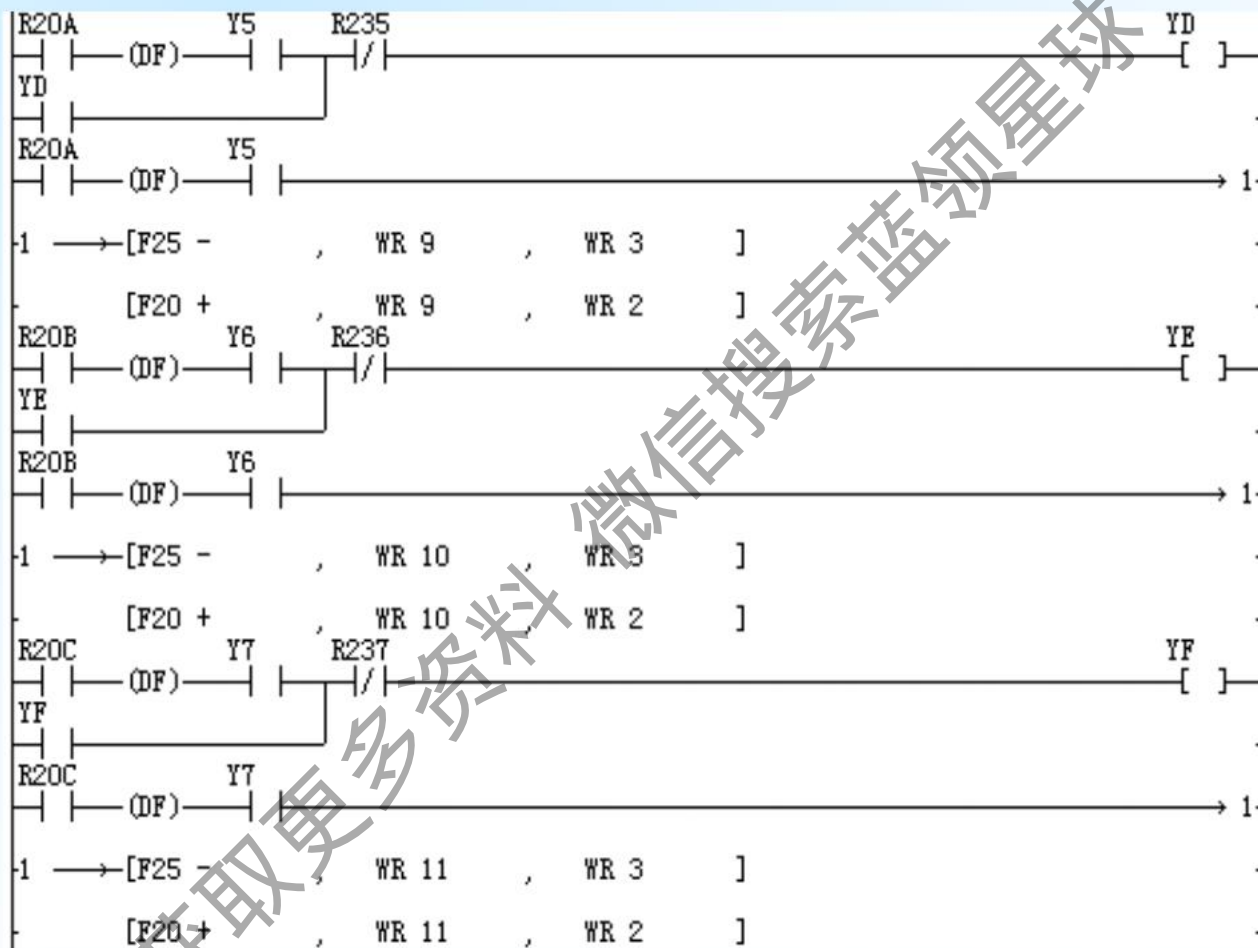 R20A Y5 R235 YD
(DF)
YD
R20A Y5
(DF) 1
1 [F25 - , WR 9 , WR 3 ]
[F20 + , WR 9 , WR 2 ]
R20B Y6 R236 YE
(DF)
YE
R20B Y6
(DF) 1
1 [F25 - , WR 10 , WR 3 ]
[F20 + , WR 10 , WR 2 ]
R20C Y7 R237 YF
(DF)
YF
R20C Y7
(DF) 1
1 [F25 - , WR 11 , WR 3 ]
[F20 + , WR 11 , WR 2 ]
获取更多资料 微信搜索蓝领星球